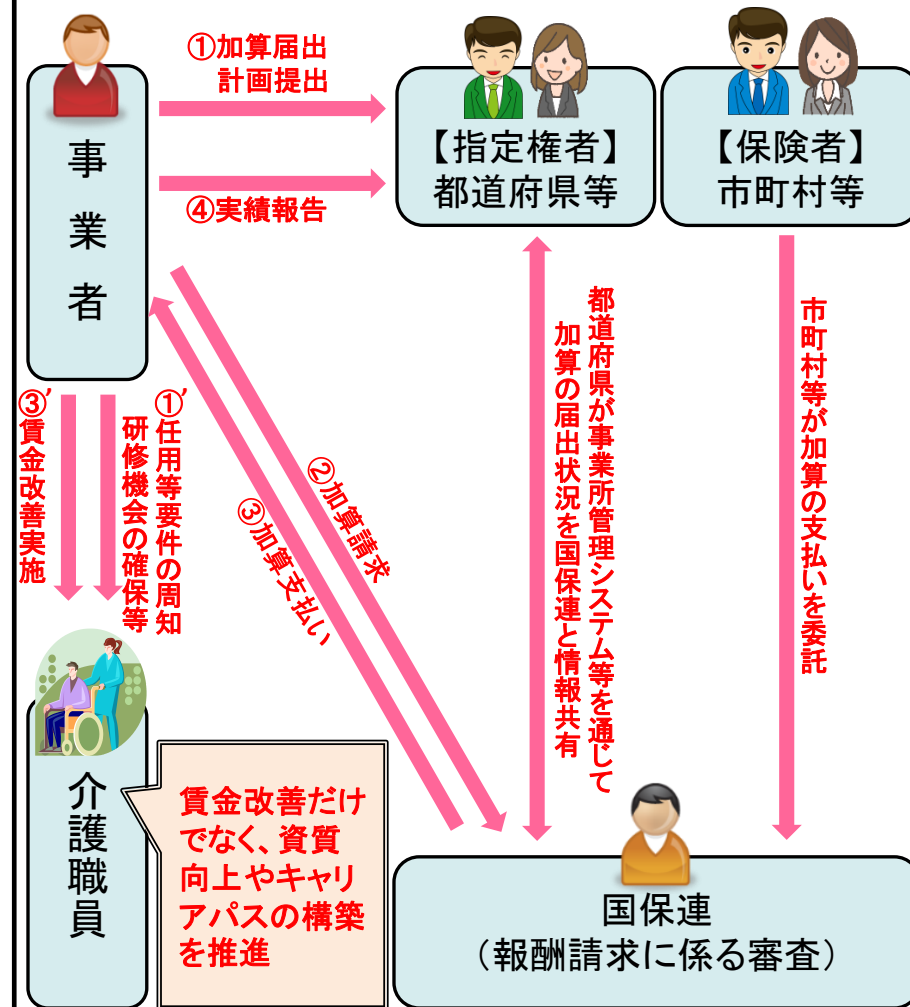 事業者
①加算届出
計画提出
④実績報告
【指定権者】
都道府県等
【保険者】
市町村等
③’賃金改善実施
①’任用等要件の周知
研修機会の確保等
②加算請求
③加算支払い
都道府県が事業所管理システム等を通じて
加算の届出状況を国保連と情報共有
市町村等が加算の支払いを委託
介護職員
賃金改善だけ
でなく、資質
向上やキャリ
アパスの構築
を推進
国保連
（報酬請求に係る審査）